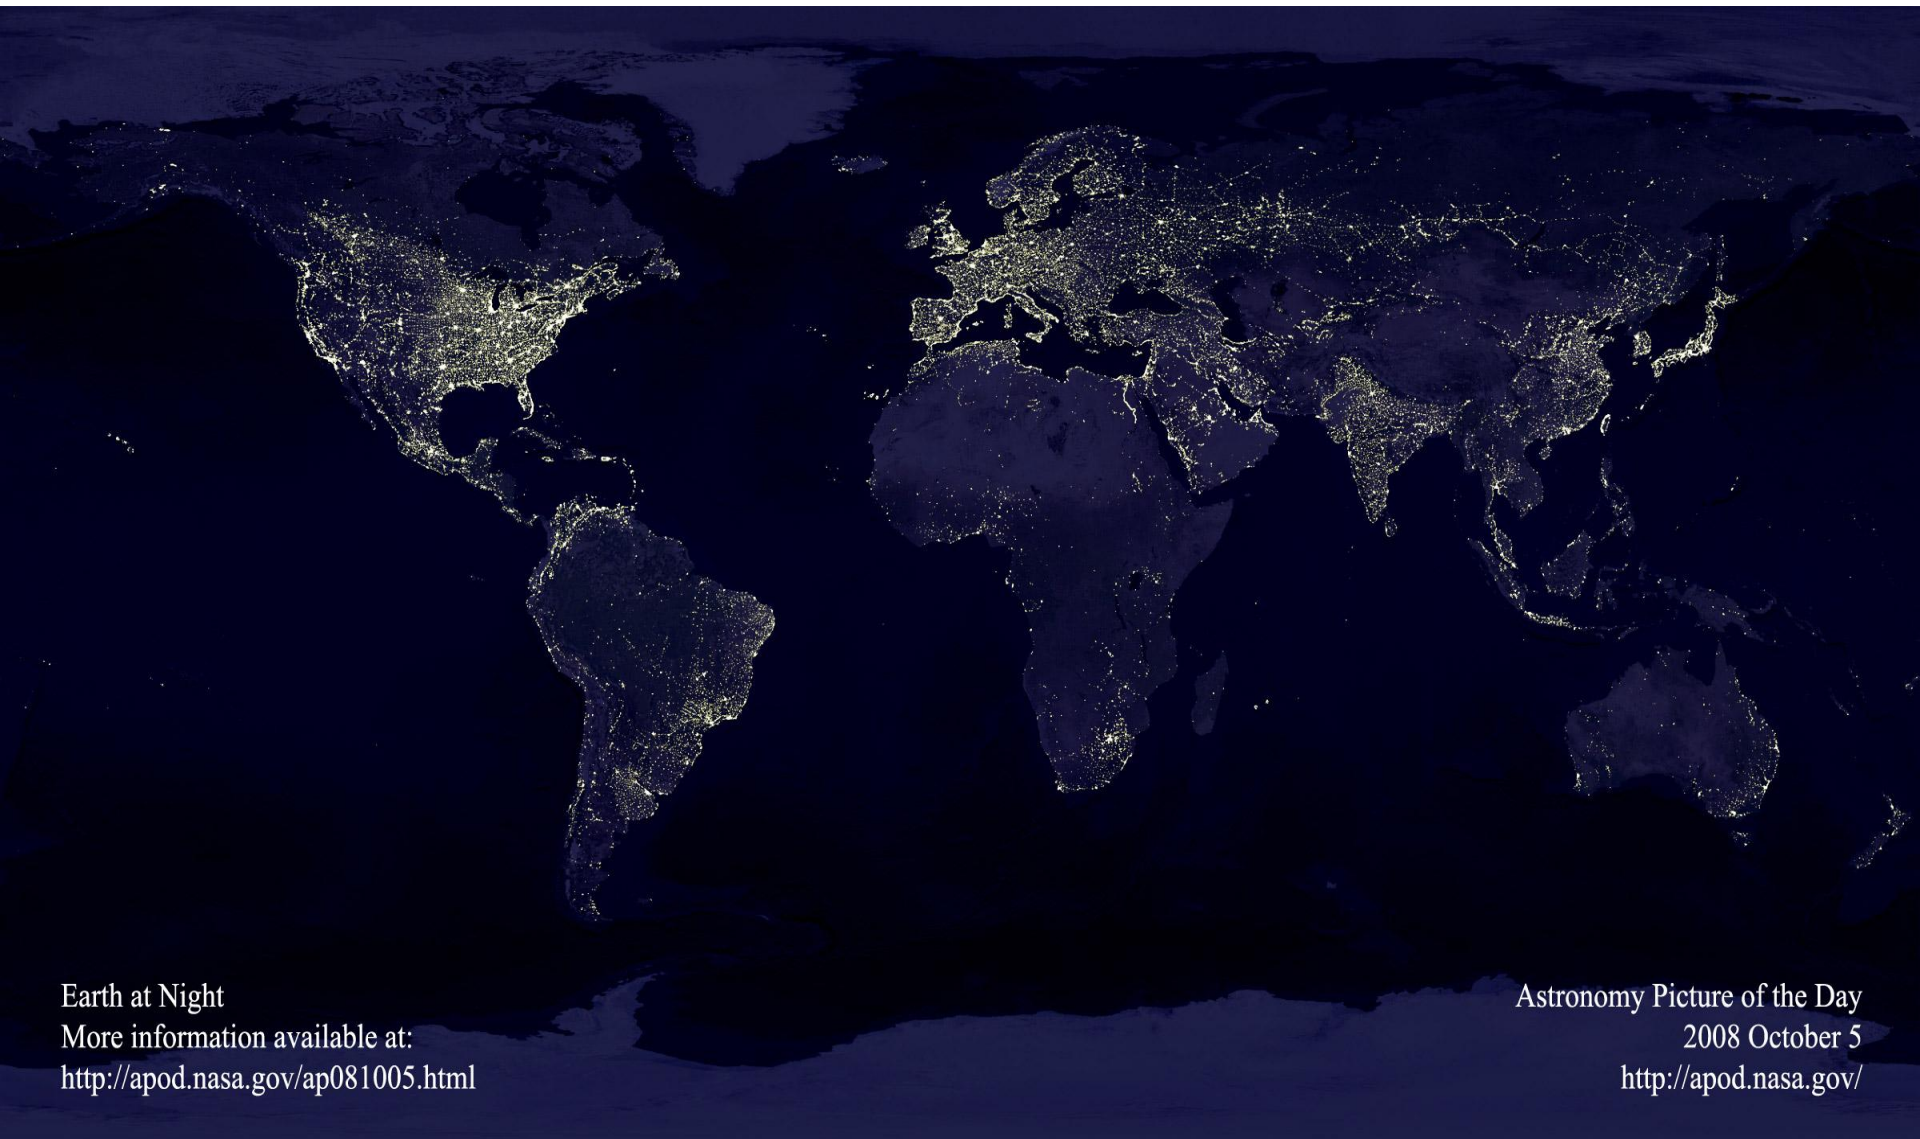 Earth at Night
More information available at:
http://apod.nasa.gov/ap081005.html
Astronomy Picture of the Day
2008 October 5
http://apod.nasa.gov/